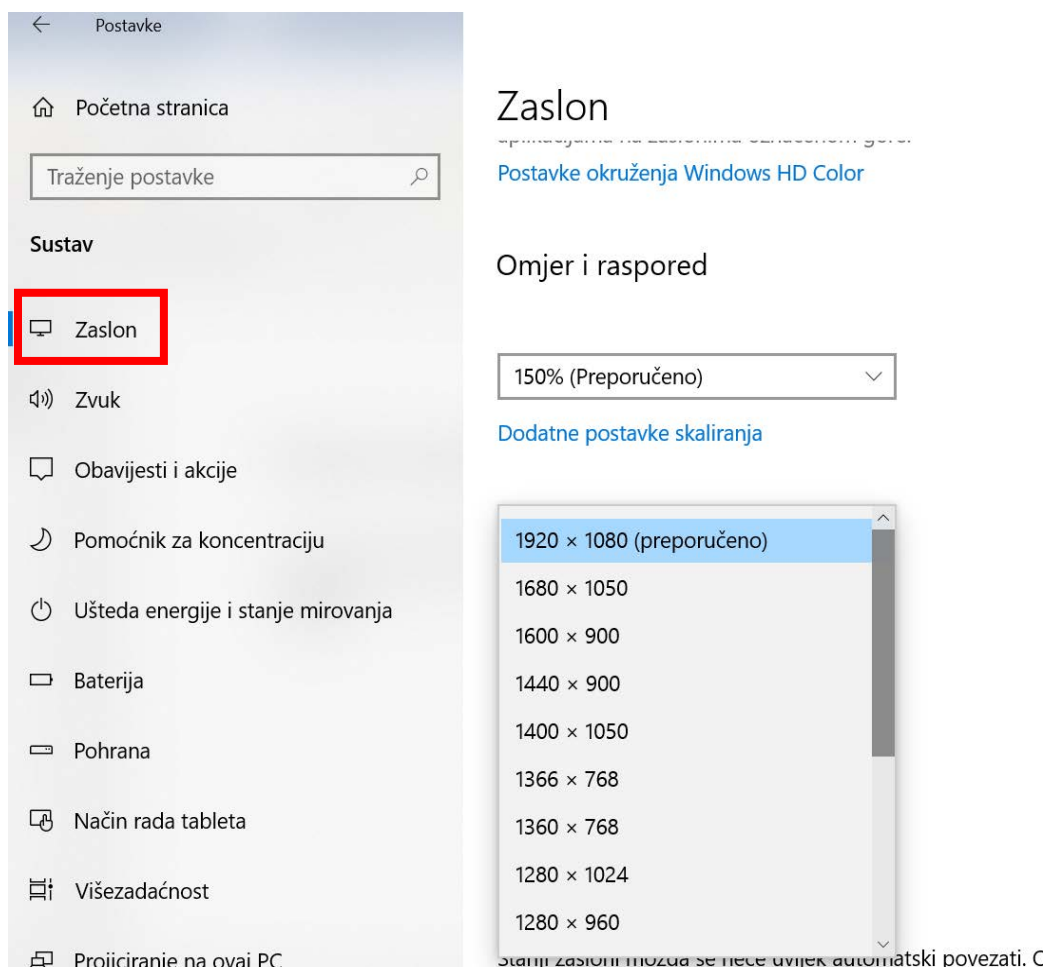 Postavke
Početna stranica
Traženje postavke
Sustav
Zaslon
Zvuk
Obavijesti i akcije
Pomoćnik za koncentraciju
Ušteda energije i stanje mirovanja
Baterija
Pohrana
Način rada tableta
Višezadaćnost
Projiciranje na ovaj PC
Zaslon
Postavke okruženja Windows HD Color
Omjer i raspored
150% (Preporučeno)
Dodatne postavke skaliranja
1920 × 1080 (preporučeno)
1680 × 1050
1600 × 900
1440 × 900
1400 × 1050
1366 × 768
1360 × 768
1280 × 1024
1280 × 960
Stariji zasloni možda se neće uvijek automatski povezati.